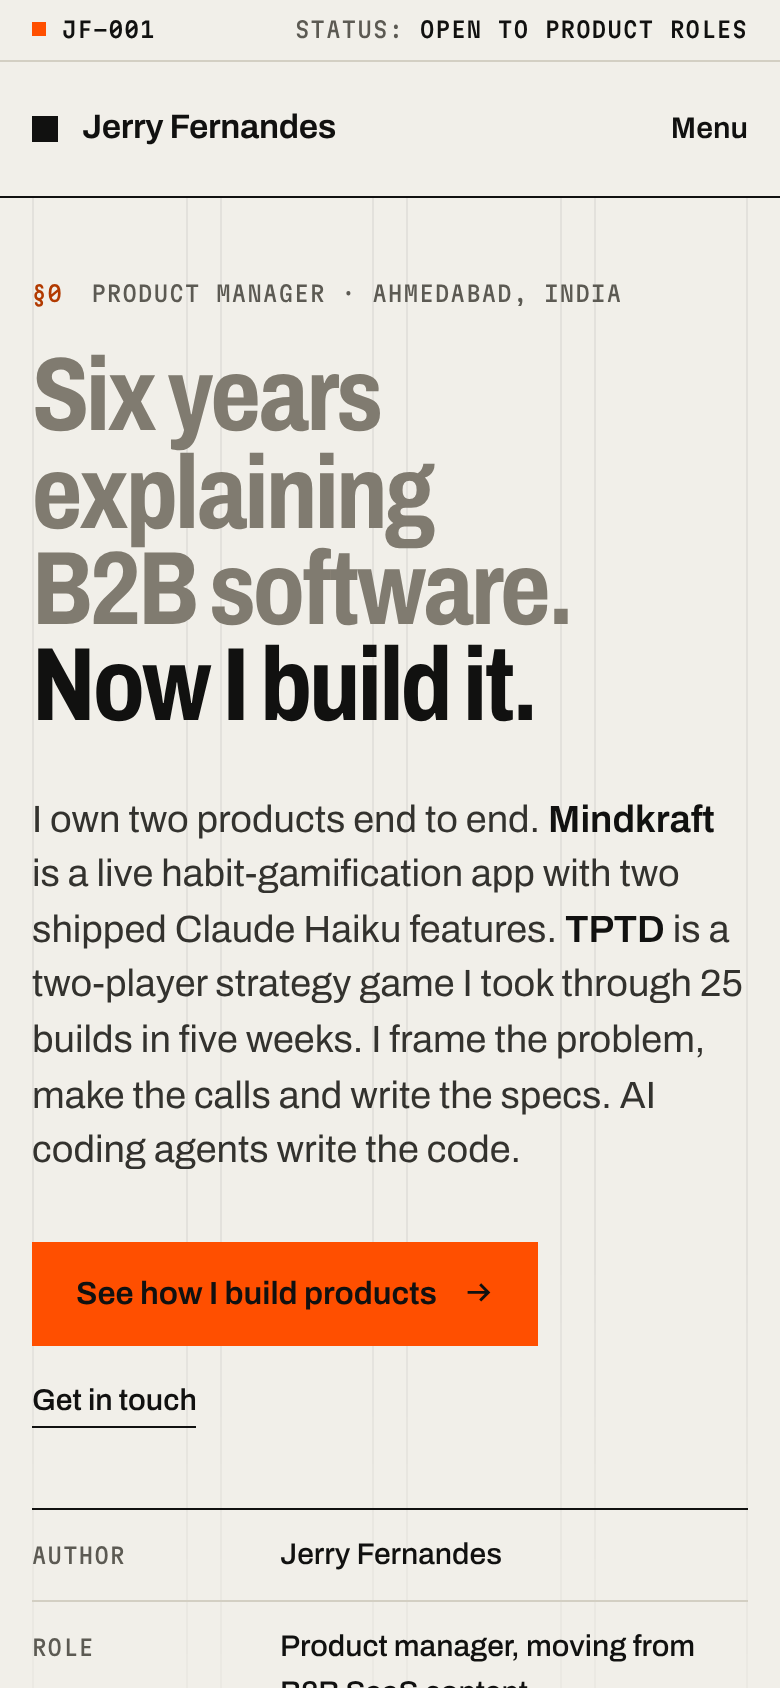 JF-001
STATUS: OPEN TO PRODUCT ROLES
Jerry Fernandes
Menu
§0 PRODUCT MANAGER · AHMEDABAD, INDIA
Six years
explaining
B2B software.
Now I build it.
I own two products end to end. Mindkraft
is a live habit-gamification app with two
shipped Claude Haiku features. TPTD is a
two-player strategy game I took through 25
builds in five weeks. I frame the problem,
make the calls and write the specs. AI
coding agents write the code.
See how I build products →
Get in touch
AUTHOR
Jerry Fernandes
ROLE
Product manager, moving from
B2B SaaS content